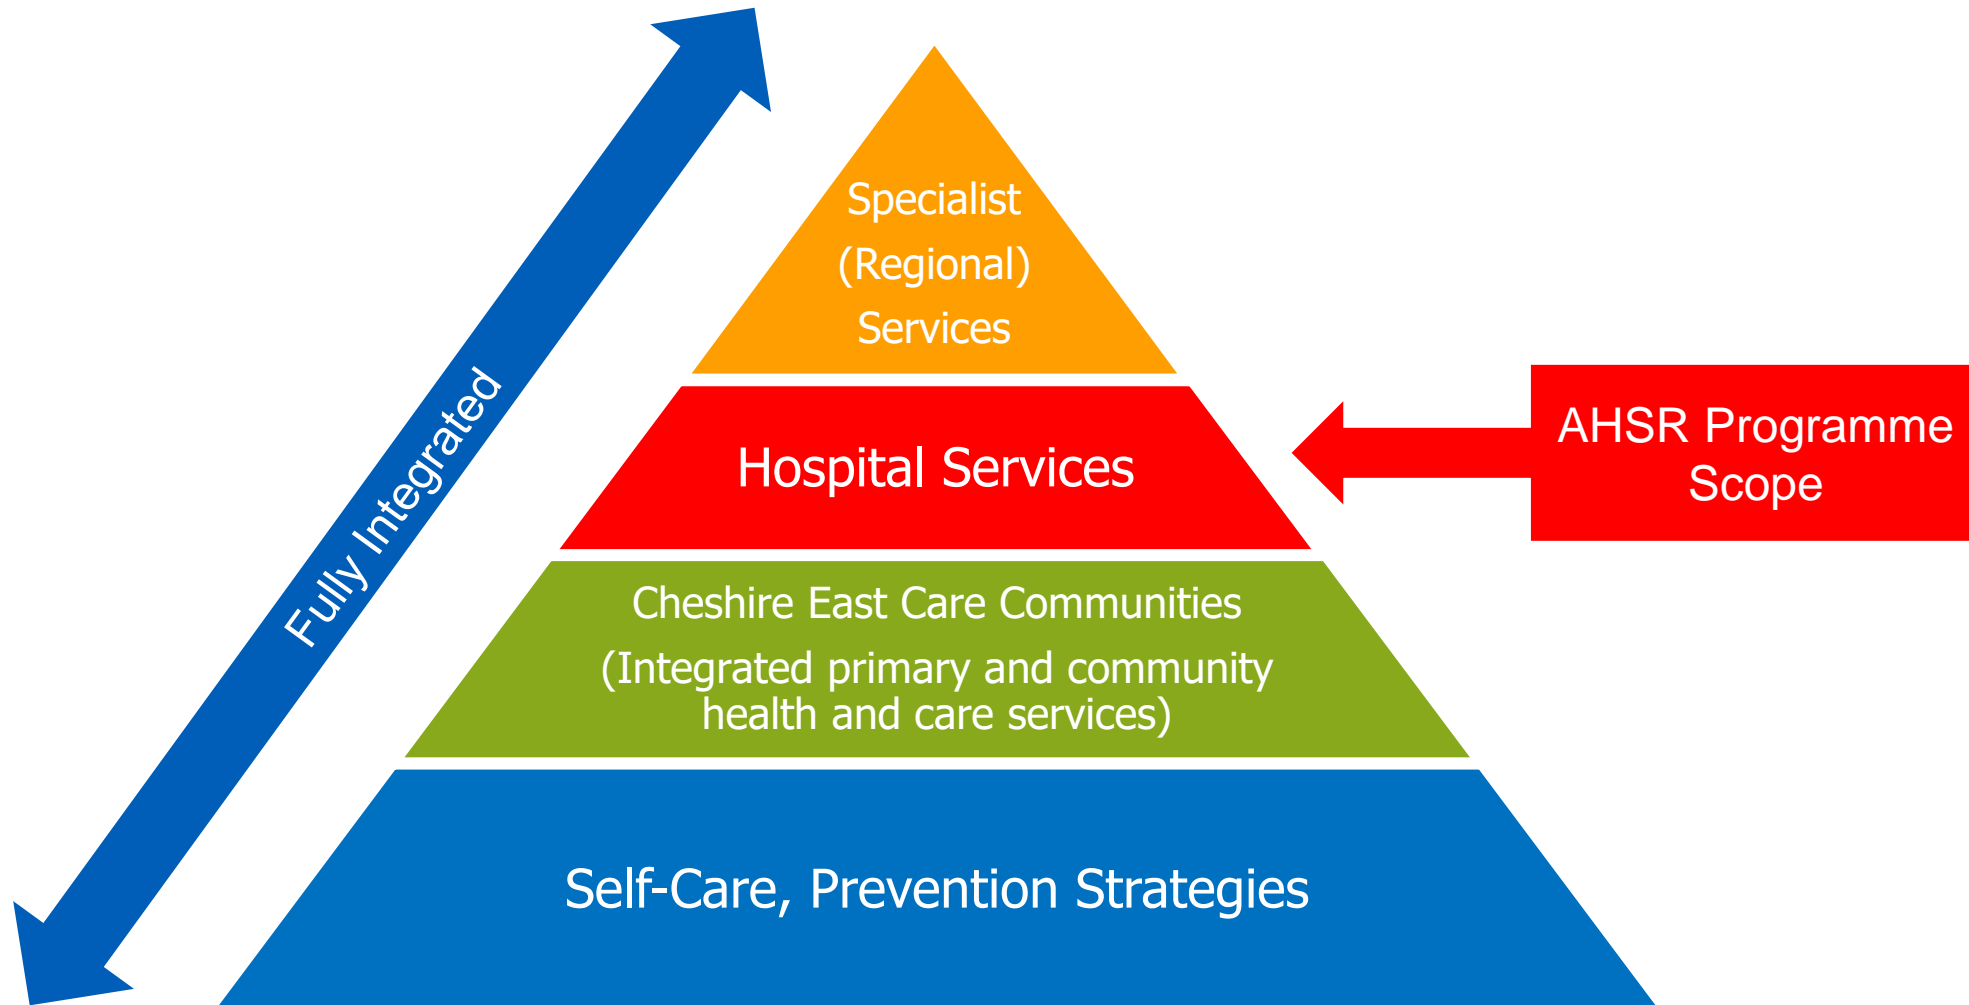 Specialist
(Regional)
Services
Hospital Services
AHSR Programme
Scope
Fully Integrated
Cheshire East Care Communities
(Integrated primary and community
health and care services)
Self-Care, Prevention Strategies